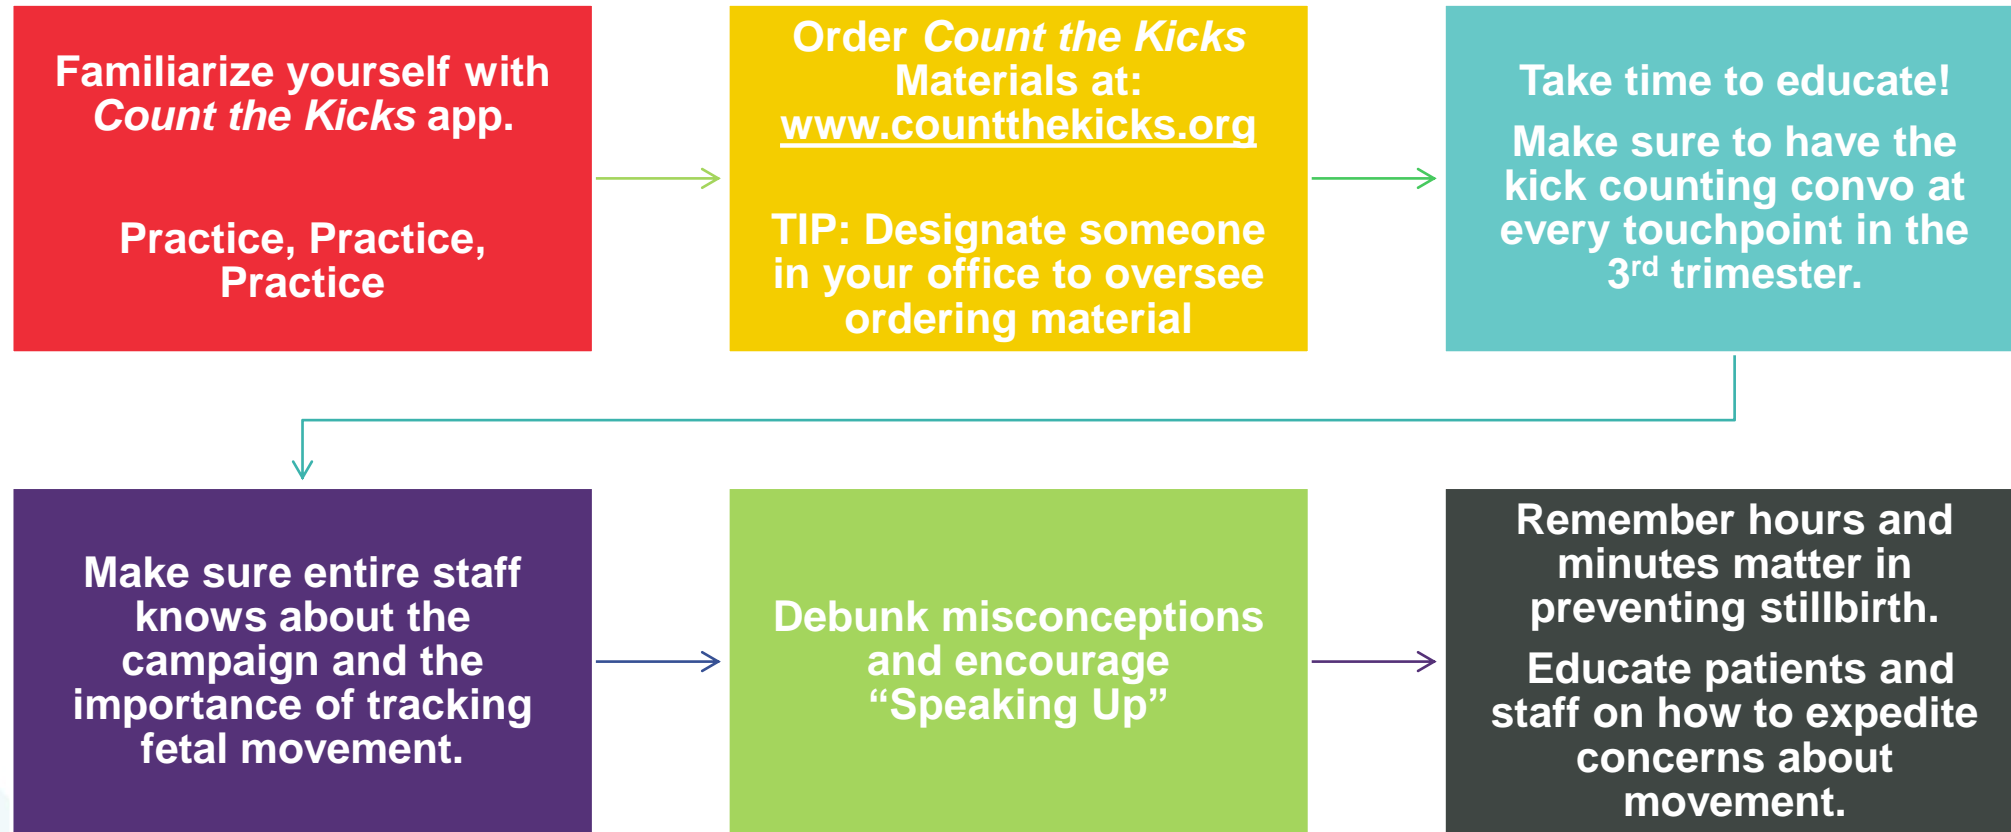 Familiarize yourself with
Count the Kicks app.
Practice, Practice,
Practice
Order Count the Kicks
Materials at:
www.countthekicks.org
TIP: Designate someone
in your office to oversee
ordering material
Take time to educate!
Make sure to have the
kick counting convo at
every touchpoint in the
3rd trimester.
Make sure entire staff
knows about the
campaign and the
importance of tracking
fetal movement.
Debunk misconceptions
and encourage
“Speaking Up”
Remember hours and
minutes matter in
preventing stillbirth.
Educate patients and
staff on how to expedite
concerns about
movement.